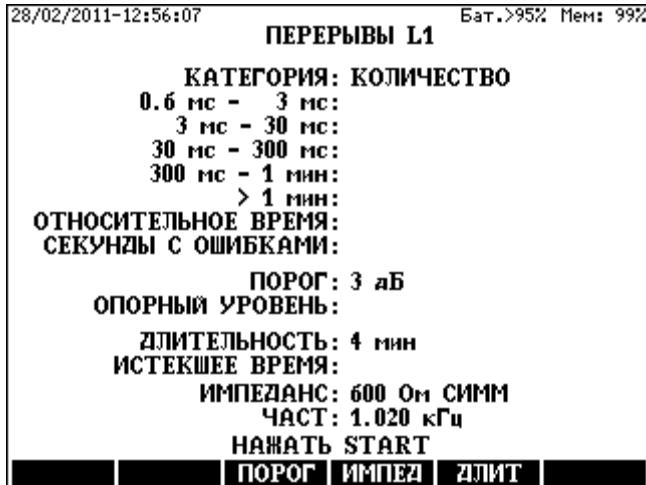 28/02/2011-12:56:07 Бат.>95% Мем: 99%
ПЕРЕРЫВЫ L1
КАТЕГОРИЯ: КОЛИЧЕСТВО
0.6 мс - 3 мс:
3 мс - 30 мс:
30 мс - 300 мс:
300 мс - 1 мин:
> 1 мин:
ОТНОСИТЕЛЬНОЕ ВРЕМЯ:
СЕКУНДЫ С ОШИБКАМИ:
ПОРОГ: 3 дБ
ОПОРНЫЙ УРОВЕНЬ:
ДЛИТЕЛЬНОСТЬ: 4 мин
ИСТЕКШЕЕ ВРЕМЯ:
ИМПЕДАНС: 600 Ом СИММ
ЧАСТ: 1.020 кГц
НАЖАТЬ START
ПОРОГ ИМПЕД ДЛИТ